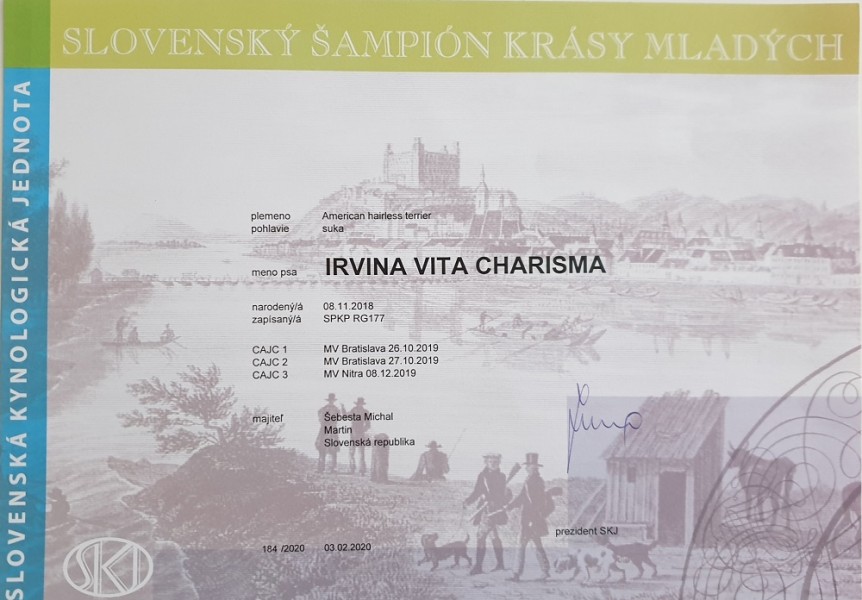 SLOVENSKÝ ŠAMPIÓN KRÁSY MLADÝCH
SLOVENSKÁ KYNOLOGICKÁ JEDNOTA
plemeno American hairless terrier
pohlavie suka
meno psa IRVINA VITA CHARISMA
narodený/á 08.11.2018
zapísaný/á SPKP RG177
CAJC 1 MV Bratislava 26.10.2019
CAJC 2 MV Bratislava 27.10.2019
CAJC 3 MV Nitra 08.12.2019
majiteľ Šebesta Michal
Martin
Slovenská republika
prezident SKJ
184 /2020 03.02.2020
SKJ